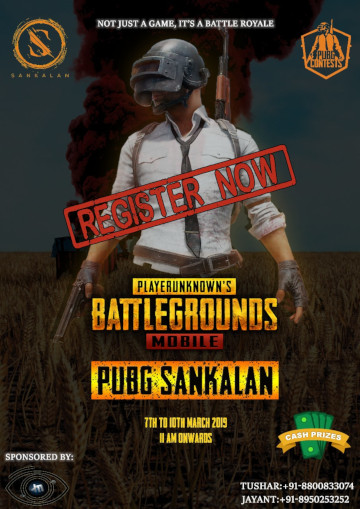 NOT JUST A GAME, IT'S A BATTLE ROYALE
SANKALAN
PUBG
CONTESTS
REGISTER NOW
PLAYERUNKNOWN'S
BATTLEGROUNDS
MOBILE
PUBG SANKALAN
7TH TO 10TH MARCH 2019
11 AM ONWARDS
CASH PRIZES
SPONSORED BY:
TUSHAR:+91-8800833074
JAYANT:+91-8950253252